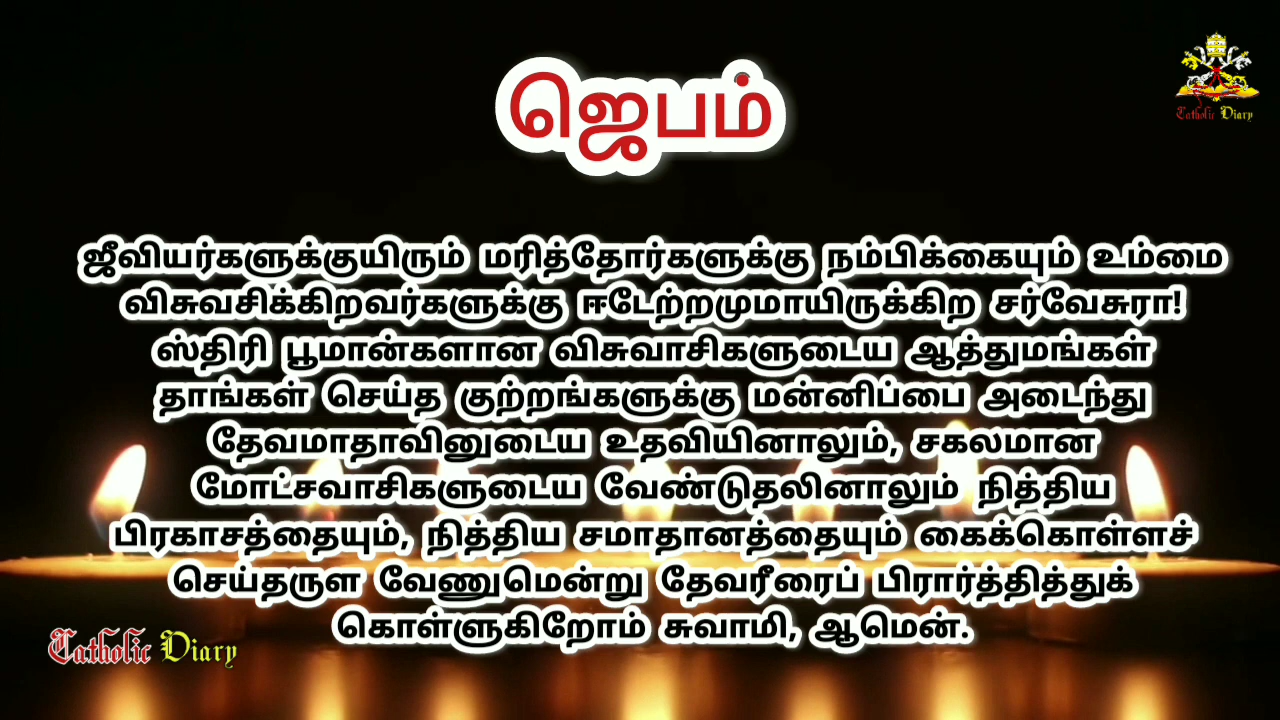 ஜெபம்
Catholic Diary
ஜீவியர்களுக்குயிரும் மரித்தோர்களுக்கு நம்பிக்கையும் உம்மை
விசுவசிக்கிறவர்களுக்கு ஈடேற்றமுமாயிருக்கிற சர்வேசுரா!
ஸ்திரி பூமான்களான விசுவாசிகளுடைய ஆத்துமங்கள்
தாங்கள் செய்த குற்றங்களுக்கு மன்னிப்பை அடைந்து
தேவமாதாவினுடைய உதவியினாலும், சகலமான
மோட்சவாசிகளுடைய வேண்டுதலினாலும் நித்திய
பிரகாசத்தையும், நித்திய சமாதானத்தையும் கைக்கொள்ளச்
செய்தருள வேணுமென்று தேவரீரைப் பிரார்த்தித்துக்
கொள்ளுகிறோம் சுவாமி, ஆமென்.
Catholic Diary